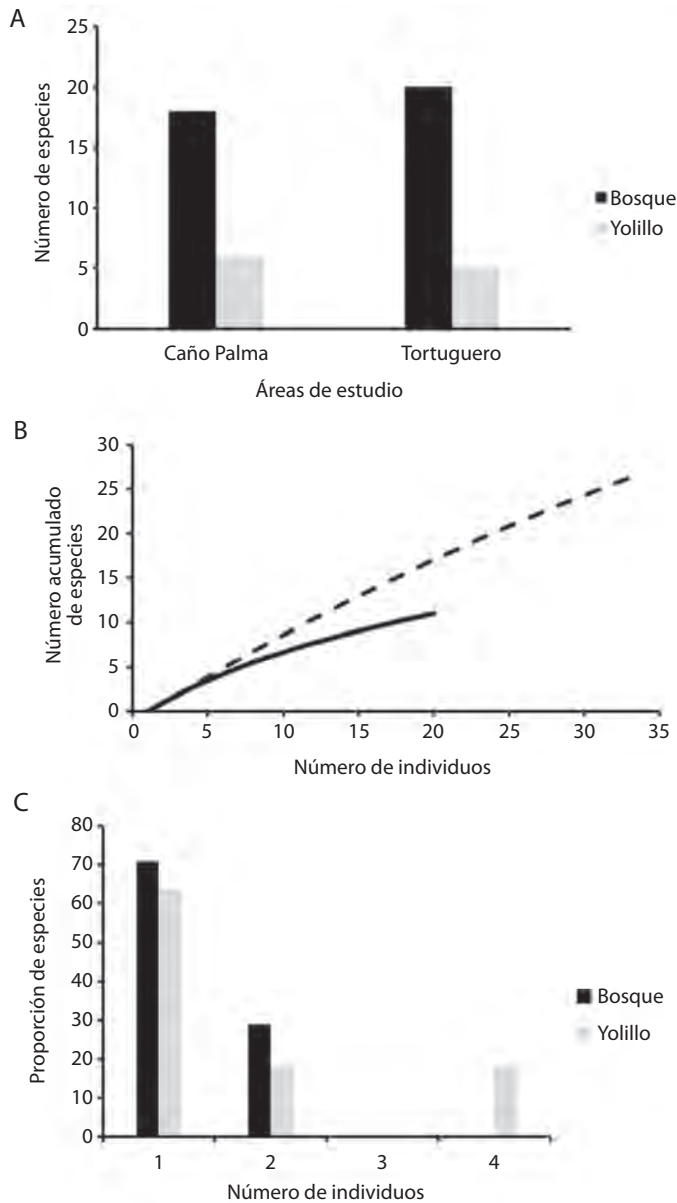 A
Número de especies
25
20
15
10
5
0
Caño Palma
Tortuguero
Áreas de estudio
Bosque
Yolillo
B
Número acumulado
de especies
30
25
20
15
10
5
0
0 5 10 15 20 25 30 35
Número de individuos
C
Proporción de especies
80
70
60
50
40
30
20
10
0
1 2 3 4
Número de individuos
Bosque
Yolillo